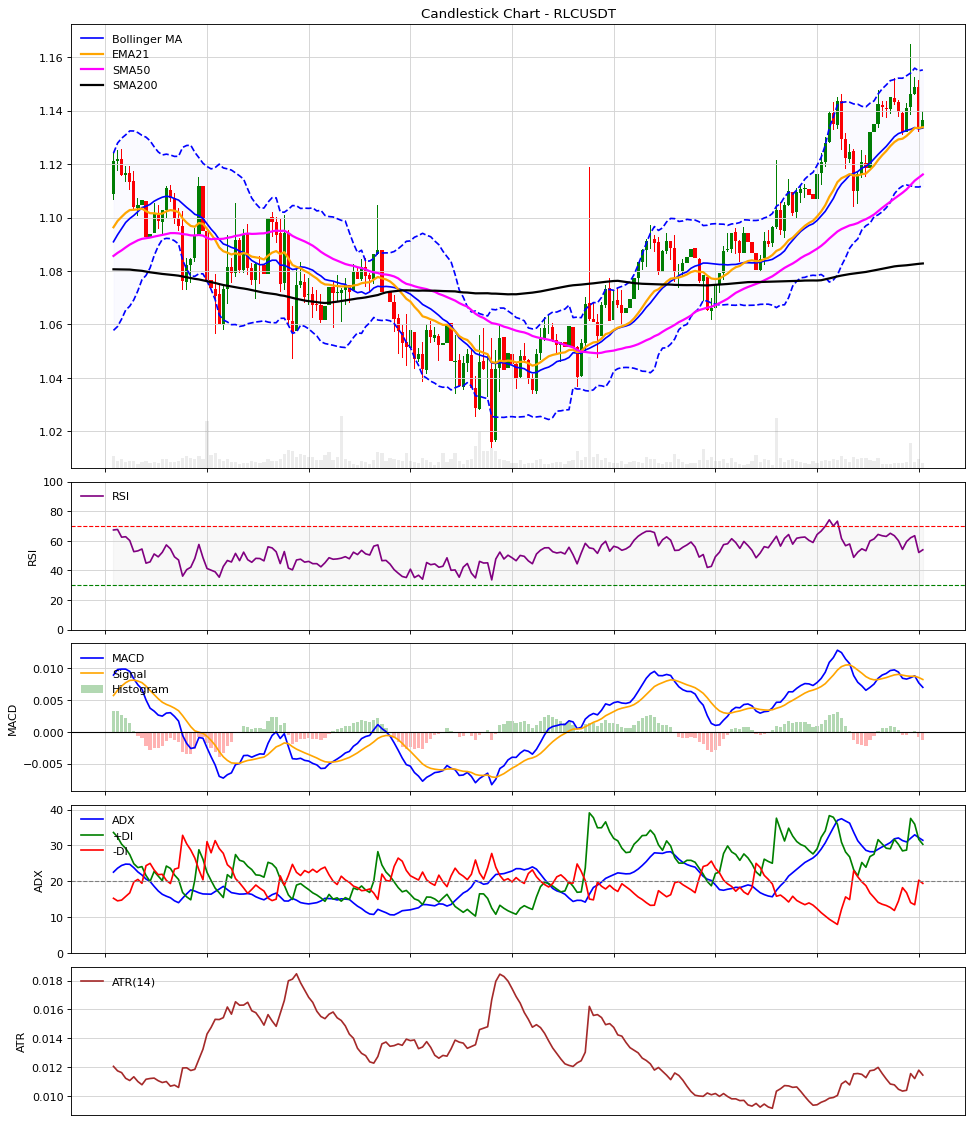 Candlestick Chart - RLCUSDT
Bollinger MA
EMA21
SMA50
SMA200
1.16
1.14
1.12
1.10
1.08
1.06
1.04
1.02
RSI
100
80
60
40
20
0
RSI
MACD
Signal
Histogram
0.010
0.005
0.000
−0.005
MACD
ADX
+DI
-DI
40
30
20
10
0
ADX
ATR(14)
0.018
0.016
0.014
0.012
0.010
ATR